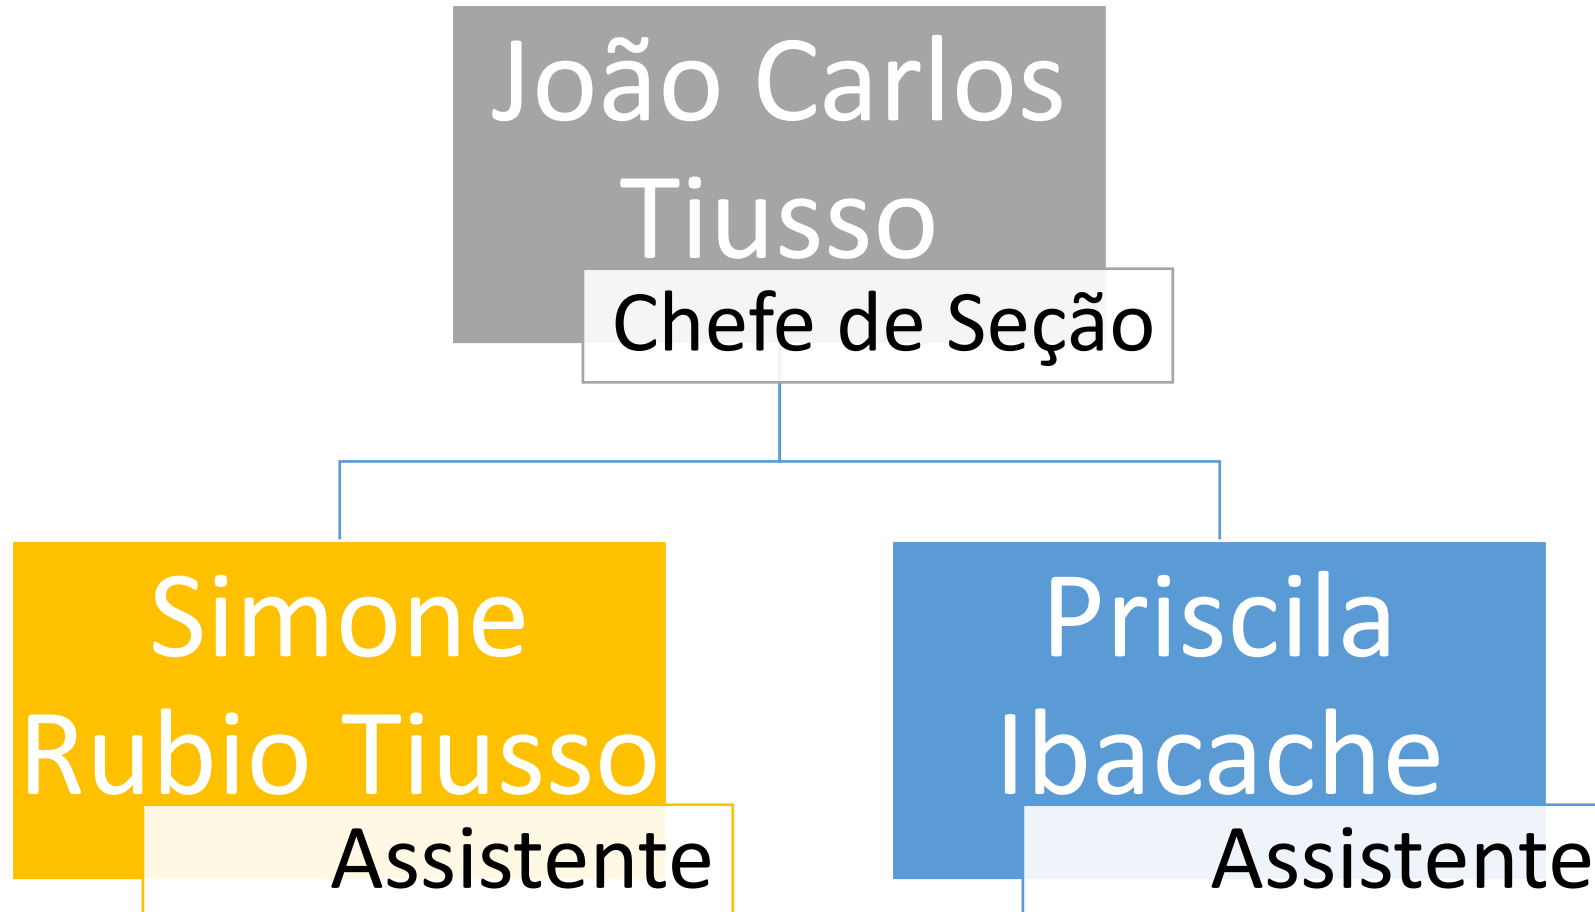 João Carlos
Tiusso
Chefe de Seção
Simone
Rubio Tiusso
Assistente
Priscila
Ibacache
Assistente